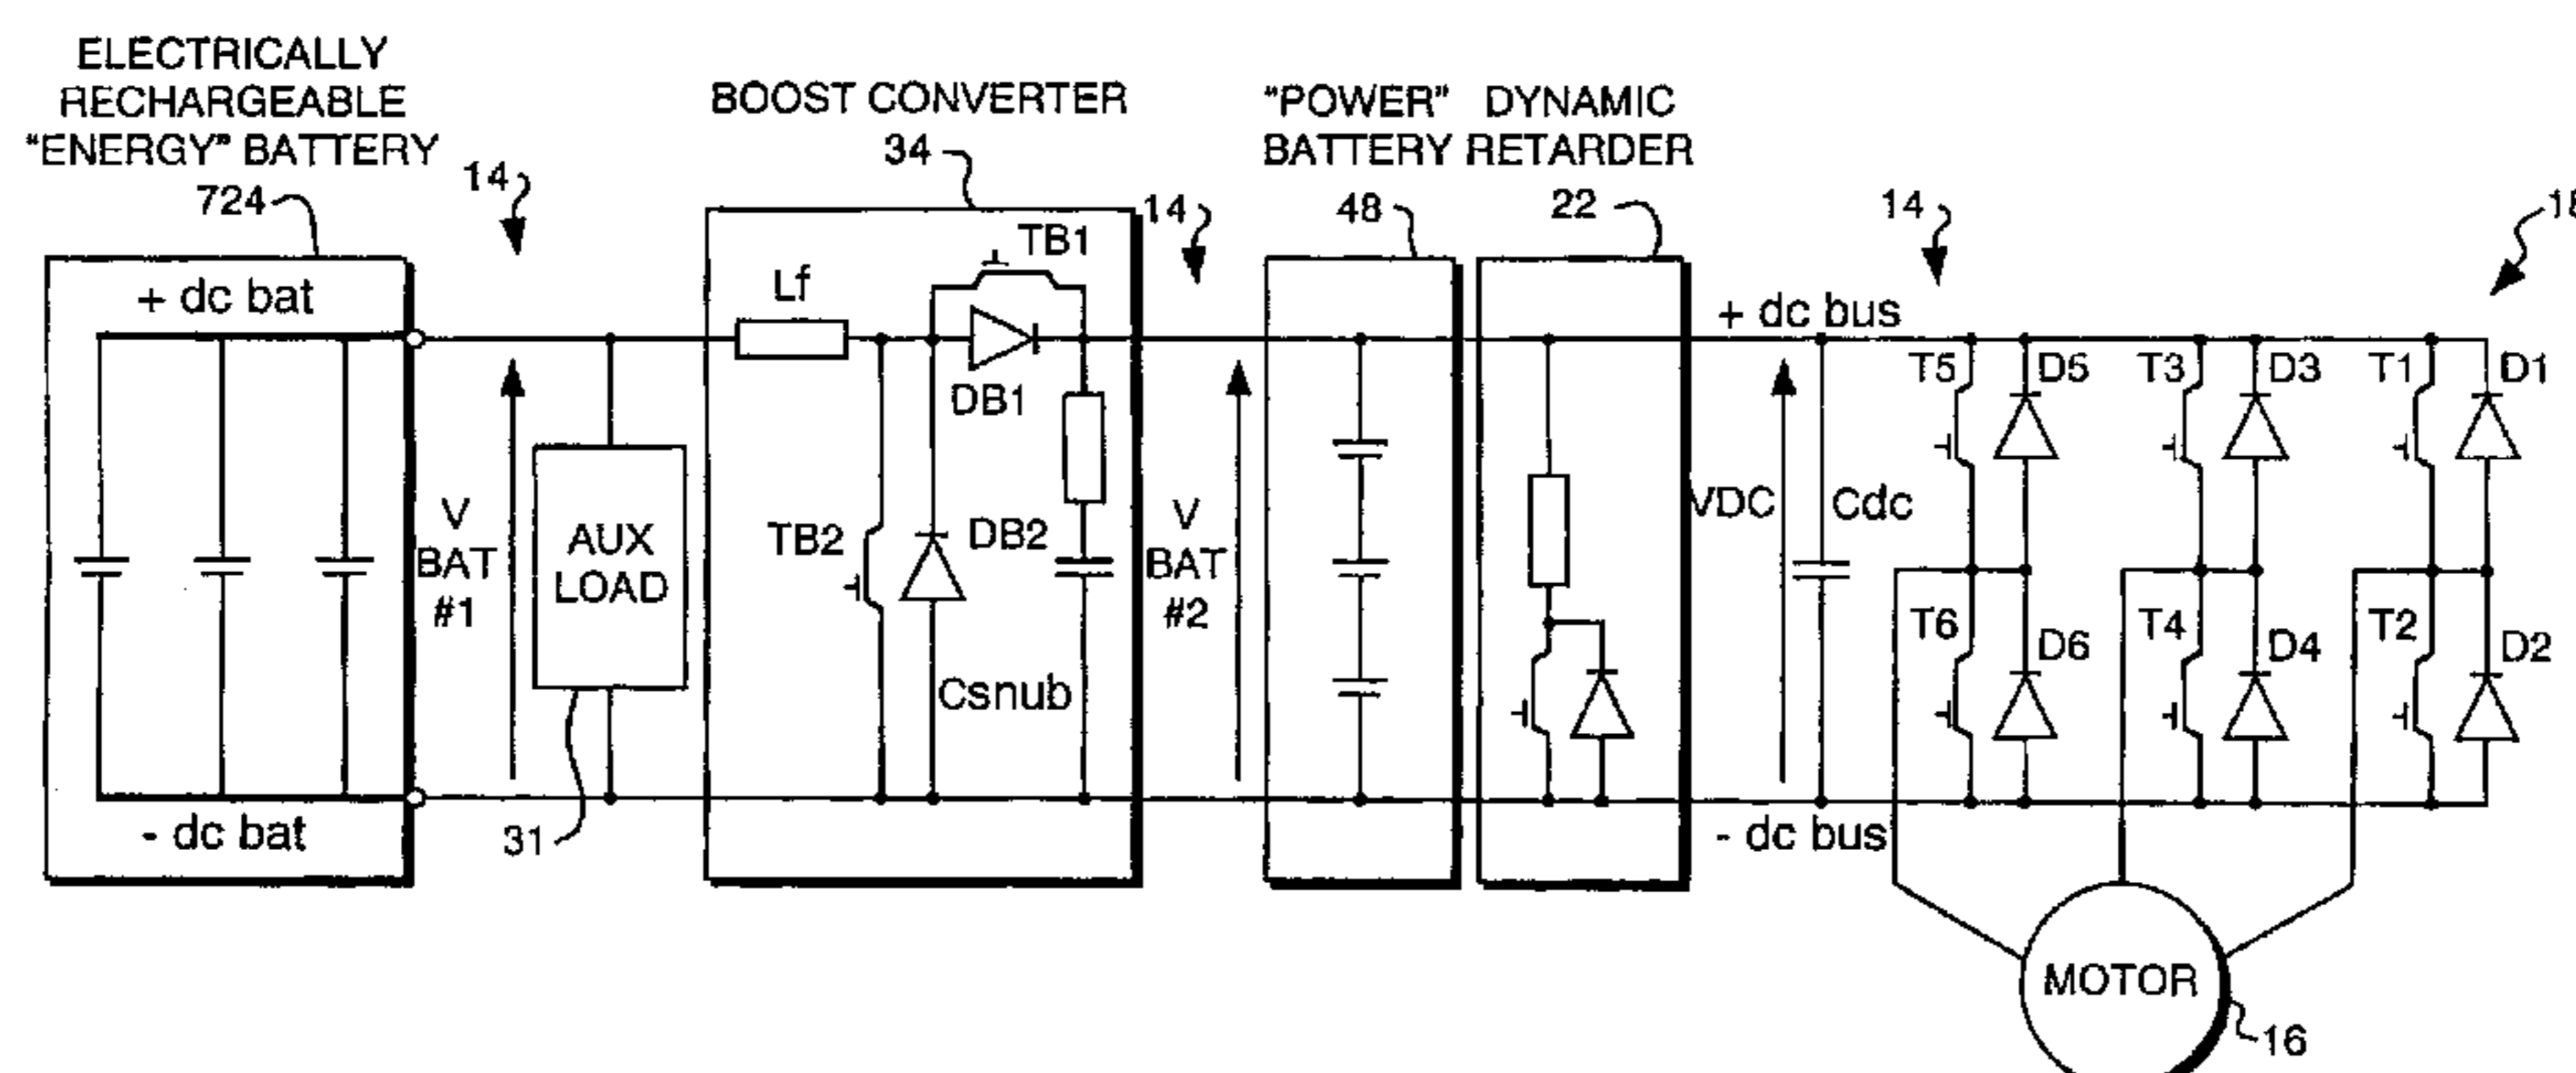 ELECTRICALLY
RECHARGEABLE
"ENERGY" BATTERY
724
14
BOOST CONVERTER
34
14
"POWER"
BATTERY
48
DYNAMIC
RETARDER
22
14
+ dc bat
- dc bat
V
BAT
#1
AUX
LOAD
31
Lf
TB1
DB1
TB2
DB2
Csnub
V
BAT
#2
+ dc bus
VDC
Cdc
- dc bus
T5
D5
T3
D3
T1
D1
T6
D6
T4
D4
T2
D2
MOTOR
16